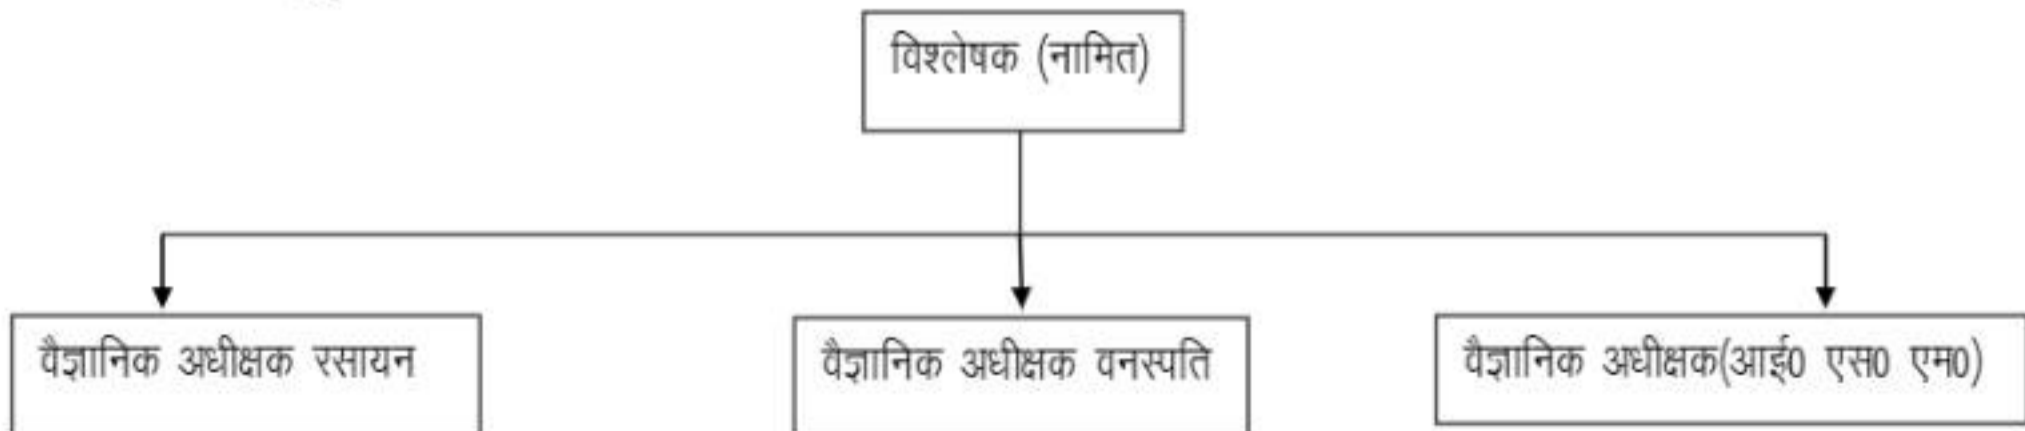 विश्लेषक (नामित)
वैज्ञानिक अधीक्षक रसायन
वैज्ञानिक अधीक्षक वनस्पति
वैज्ञानिक अधीक्षक(आई0 एस0 एम0)